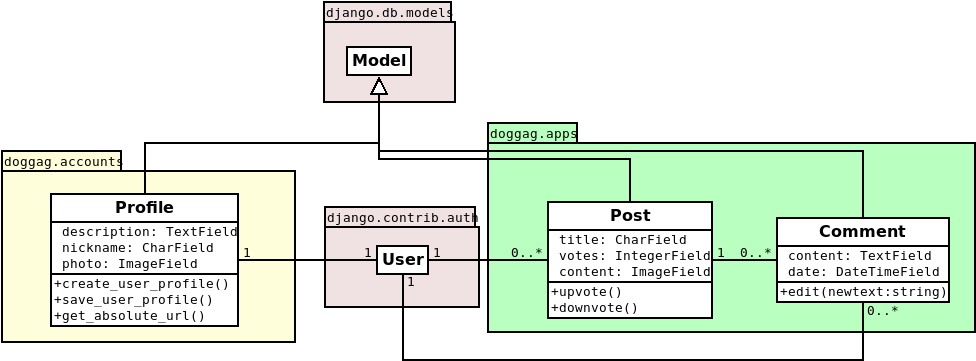 django.db.models
Model
doggag.accounts
Profile
description: TextField
nickname: CharField
photo: ImageField
+create_user_profile()
+save_user_profile()
+get_absolute_url()
1
1
django.contrib.auth
User
1
1
doggag.apps
0..*
Post
title: CharField
votes: IntegerField
content: ImageField
+upvote()
+downvote()
1
0..*
Comment
content: TextField
date: DateTimeField
+edit(newtext:string)
0..*